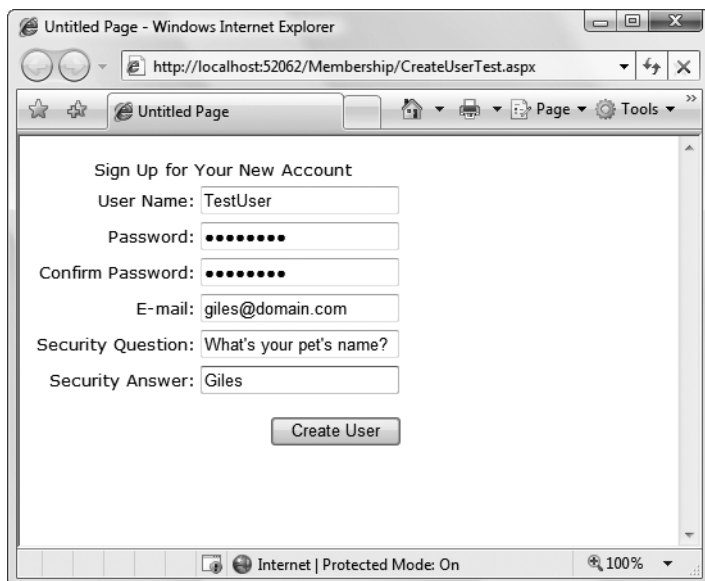 Untitled Page - Windows Internet Explorer
http://localhost:52062/Membership/CreateUserTest.aspx
Untitled Page
Page
Tools
Sign Up for Your New Account
User Name: TestUser
Password: ••••••••
Confirm Password: ••••••••
E-mail: giles@domain.com
Security Question: What's your pet's name?
Security Answer: Giles
Create User
Internet | Protected Mode: On
100%